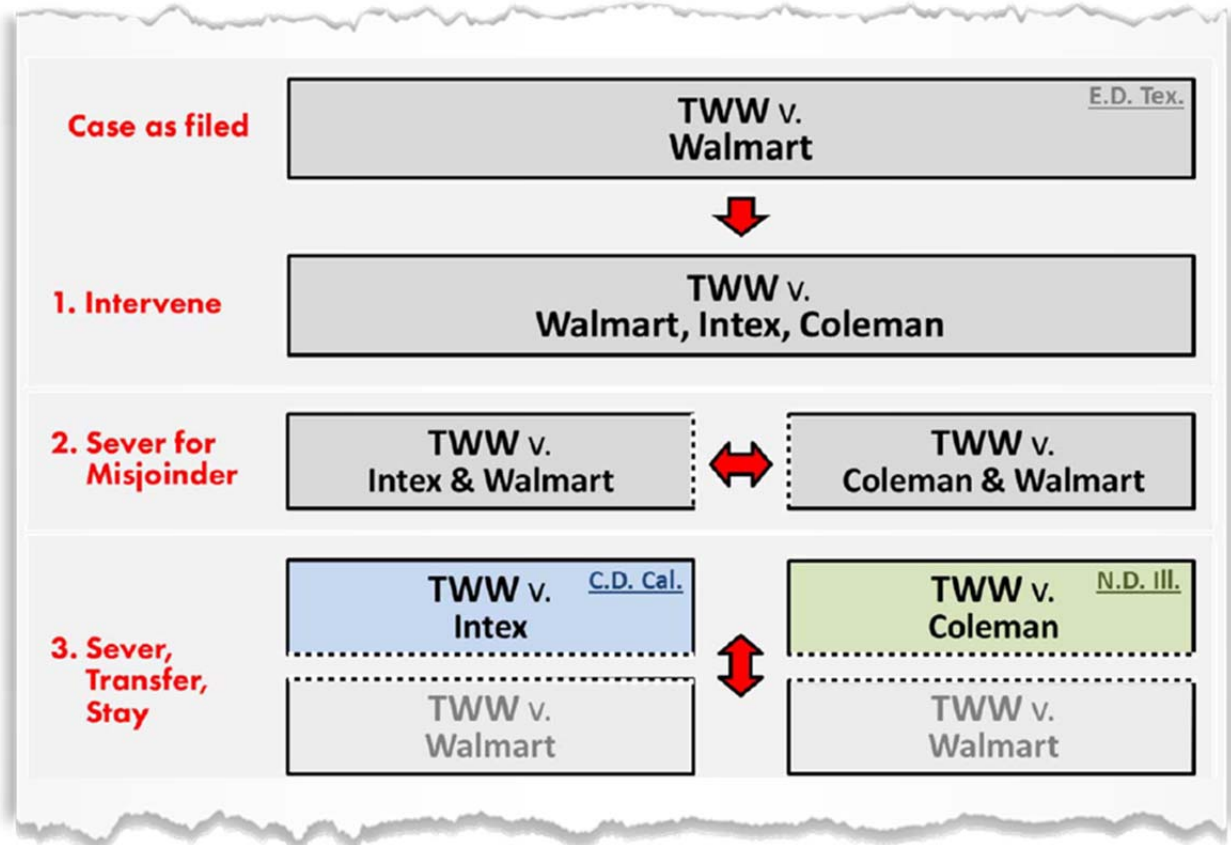 Case as filed
TWW v.
Walmart
E.D. Tex.
1. Intervene
TWW v.
Walmart, Intex, Coleman
2. Sever for
Misjoinder
TWW v.
Intex & Walmart
TWW v.
Coleman & Walmart
3. Sever,
Transfer,
Stay
TWW v.
Intex
C.D. Cal.
TWW v.
Coleman
N.D. Ill.
TWW v.
Walmart
TWW v.
Walmart